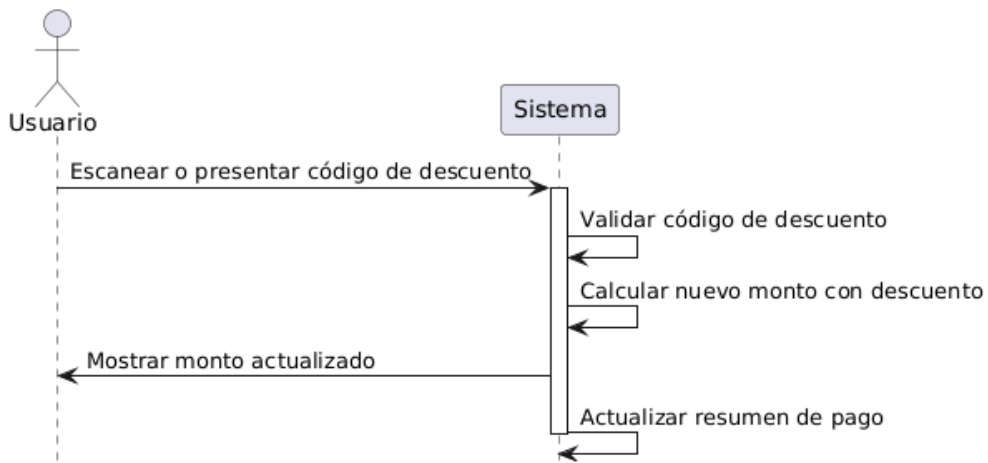 Usuario
Sistema
Escanear o presentar código de descuento
Validar código de descuento
Calcular nuevo monto con descuento
Mostrar monto actualizado
Actualizar resumen de pago